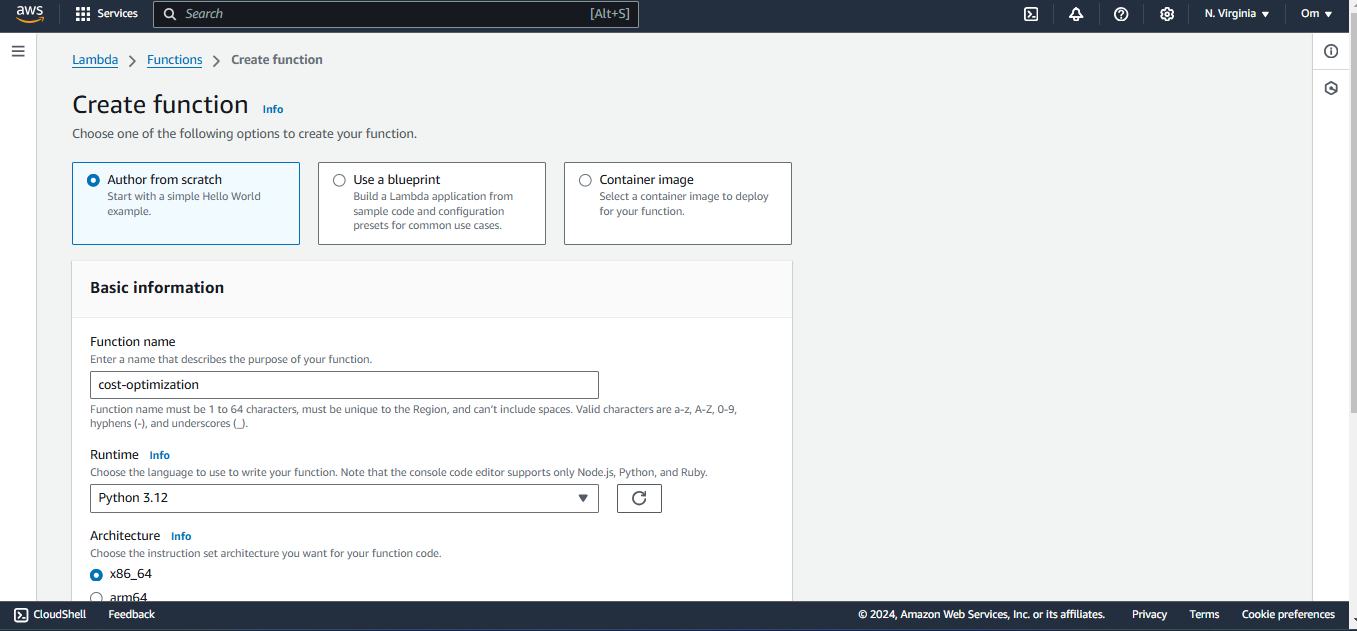 aws
Services
Search [Alt+S]
N. Virginia
Om
Lambda
Functions
Create function
Create function Info
Choose one of the following options to create your function.
Author from scratch
Start with a simple Hello World
example.
Use a blueprint
Build a Lambda application from
sample code and configuration
presets for common use cases.
Container image
Select a container image to deploy
for your function.
Basic information
Function name
Enter a name that describes the purpose of your function.
cost-optimization
Function name must be 1 to 64 characters, must be unique to the Region, and can't include spaces. Valid characters are a-z, A-Z, 0-9,
hyphens (-), and underscores (_).
Runtime Info
Choose the language to use to write your function. Note that the console code editor supports only Node.js, Python, and Ruby.
Python 3.12
Architecture Info
Choose the instruction set architecture you want for your function code.
x86_64
arm64
CloudShell
Feedback
© 2024, Amazon Web Services, Inc. or its affiliates.
Privacy
Terms
Cookie preferences